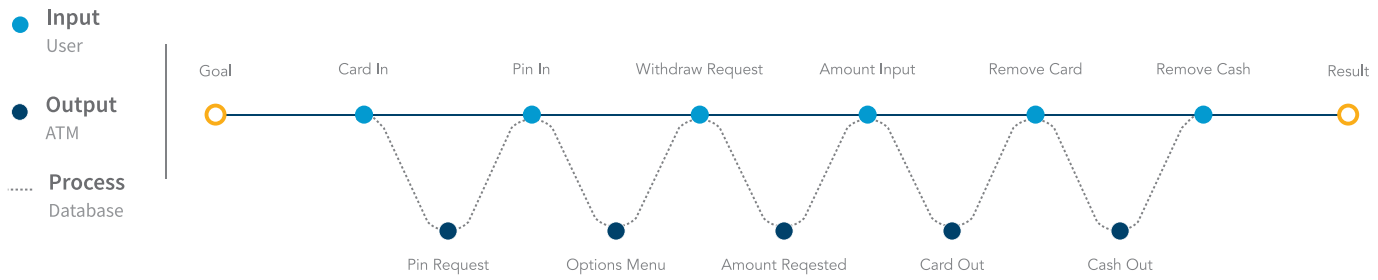 Input
User
Output
ATM
Process
Database
Goal
Card In
Pin In
Withdraw Request
Amount Input
Remove Card
Remove Cash
Result
Pin Request
Options Menu
Amount Reqested
Card Out
Cash Out